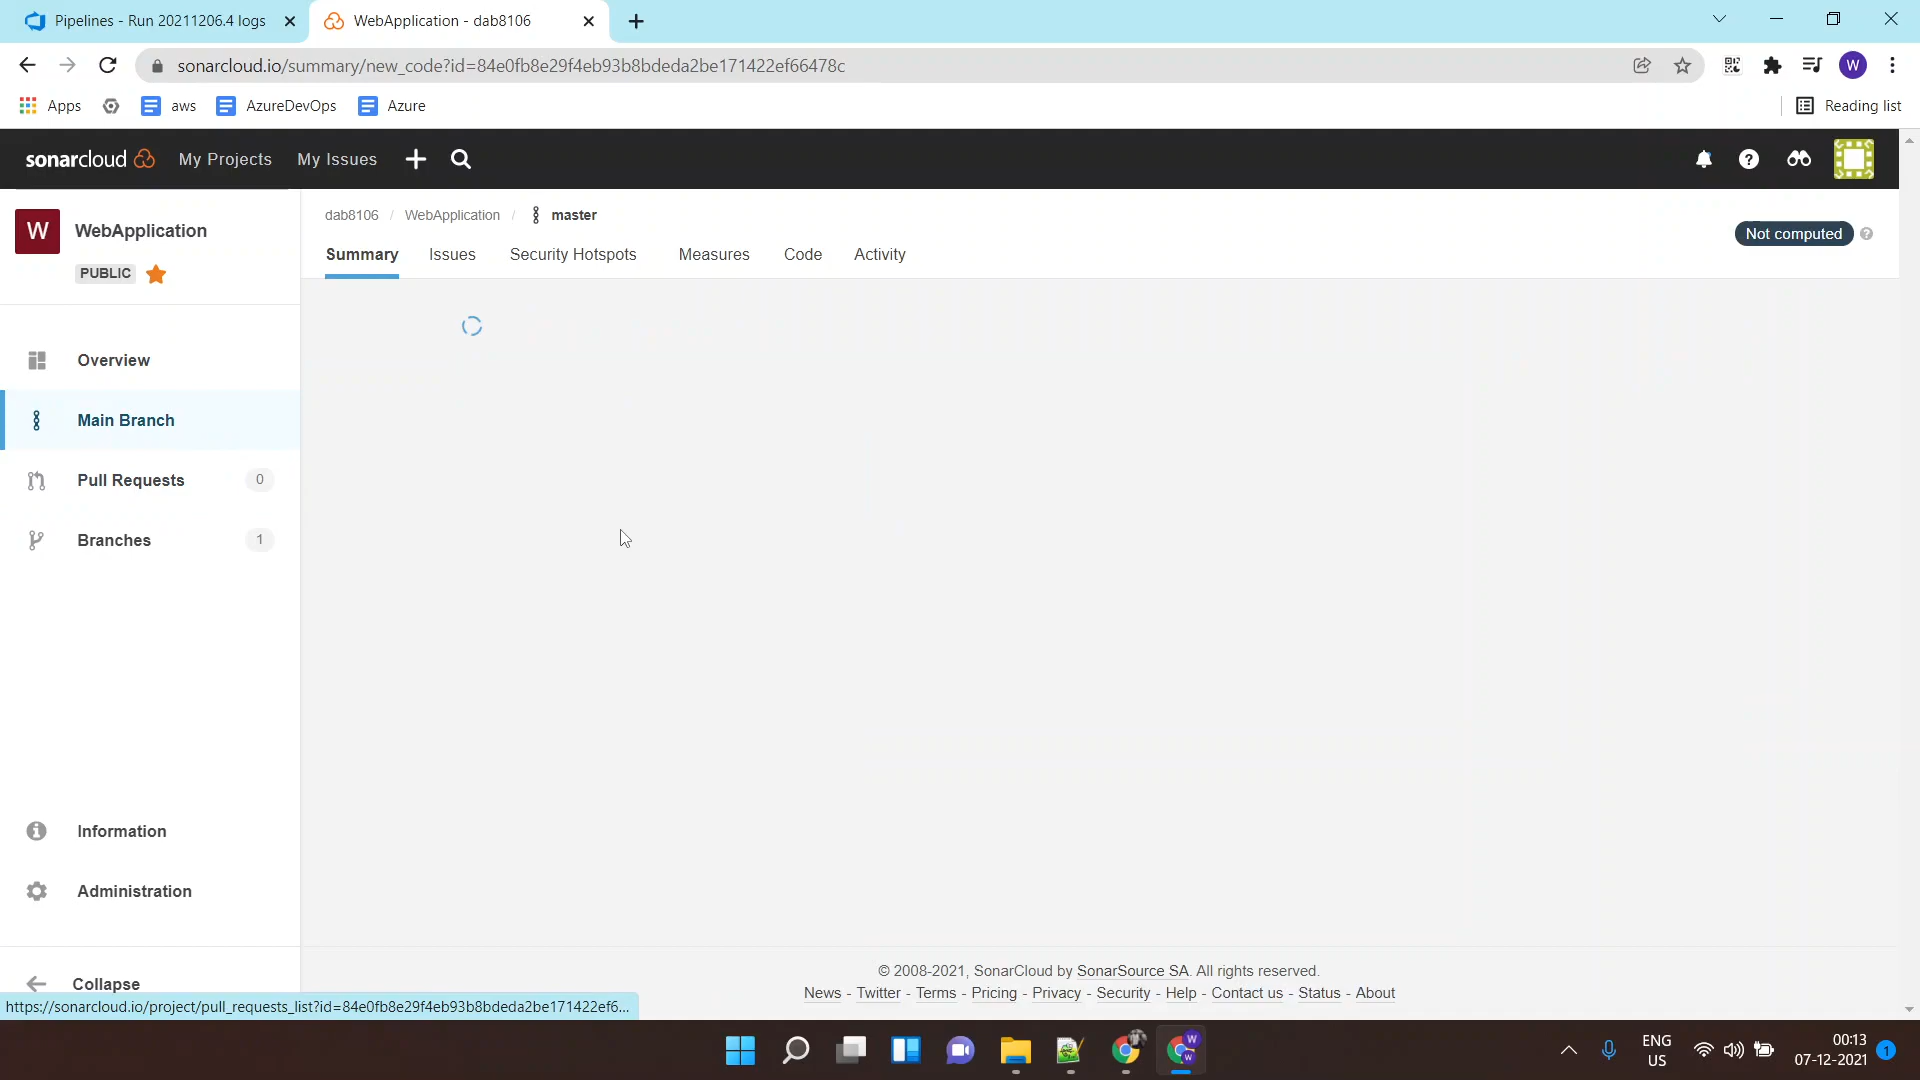 Pipelines - Run 20211206.4 logs
WebApplication - dab8106
sonarcloud.io/summary/new_code?id=84e0fb8e29f4eb93b8bdeda2be171422ef66478c
W
Apps
aws
AzureDevOps
Azure
Reading list
sonarcloud
My Projects
My Issues
W
WebApplication
PUBLIC
dab8106 / WebApplication / master
Not computed
Summary
Issues
Security Hotspots
Measures
Code
Activity
Overview
Main Branch
Pull Requests 0
Branches 1
Information
Administration
Collapse
© 2008-2021, SonarCloud by SonarSource SA. All rights reserved.
News - Twitter - Terms - Pricing - Privacy - Security - Help - Contact us - Status - About
https://sonarcloud.io/project/pull_requests_list?id=84e0fb8e29f4eb93b8bdeda2be171422ef6...
W
W
ENG
US
00:13
07-12-2021
1